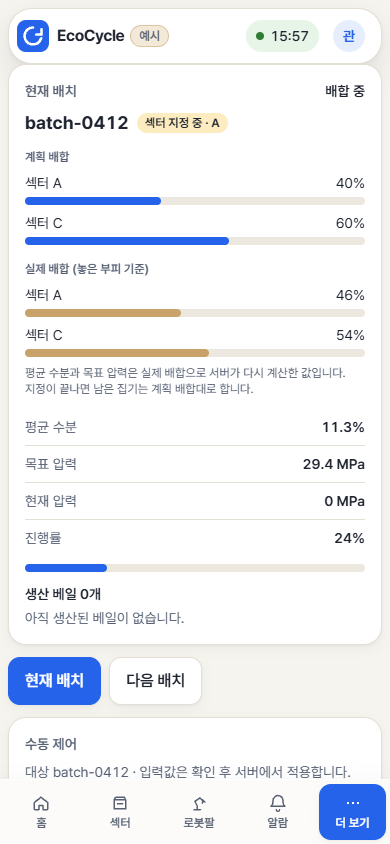 EcoCycle 예시 15:57 관
현재 배치 배합 중
batch-0412 섹터 지정 중 · A
계획 배합
섹터 A 40%
섹터 C 60%
실제 배합 (놓은 부피 기준)
섹터 A 46%
섹터 C 54%
평균 수분과 목표 압력은 실제 배합으로 서버가 다시 계산한 값입니다.
지정이 끝나면 남은 집기는 계획 배합대로 합니다.
평균 수분 11.3%
목표 압력 29.4 MPa
현재 압력 0 MPa
진행률 24%
생산 베일 0개
아직 생산된 베일이 없습니다.
현재 배치 다음 배치
수동 제어
대상 batch-0412 · 입력값은 확인 후 서버에서 적용합니다.
홈 섹터 로봇팔 알람 더 보기